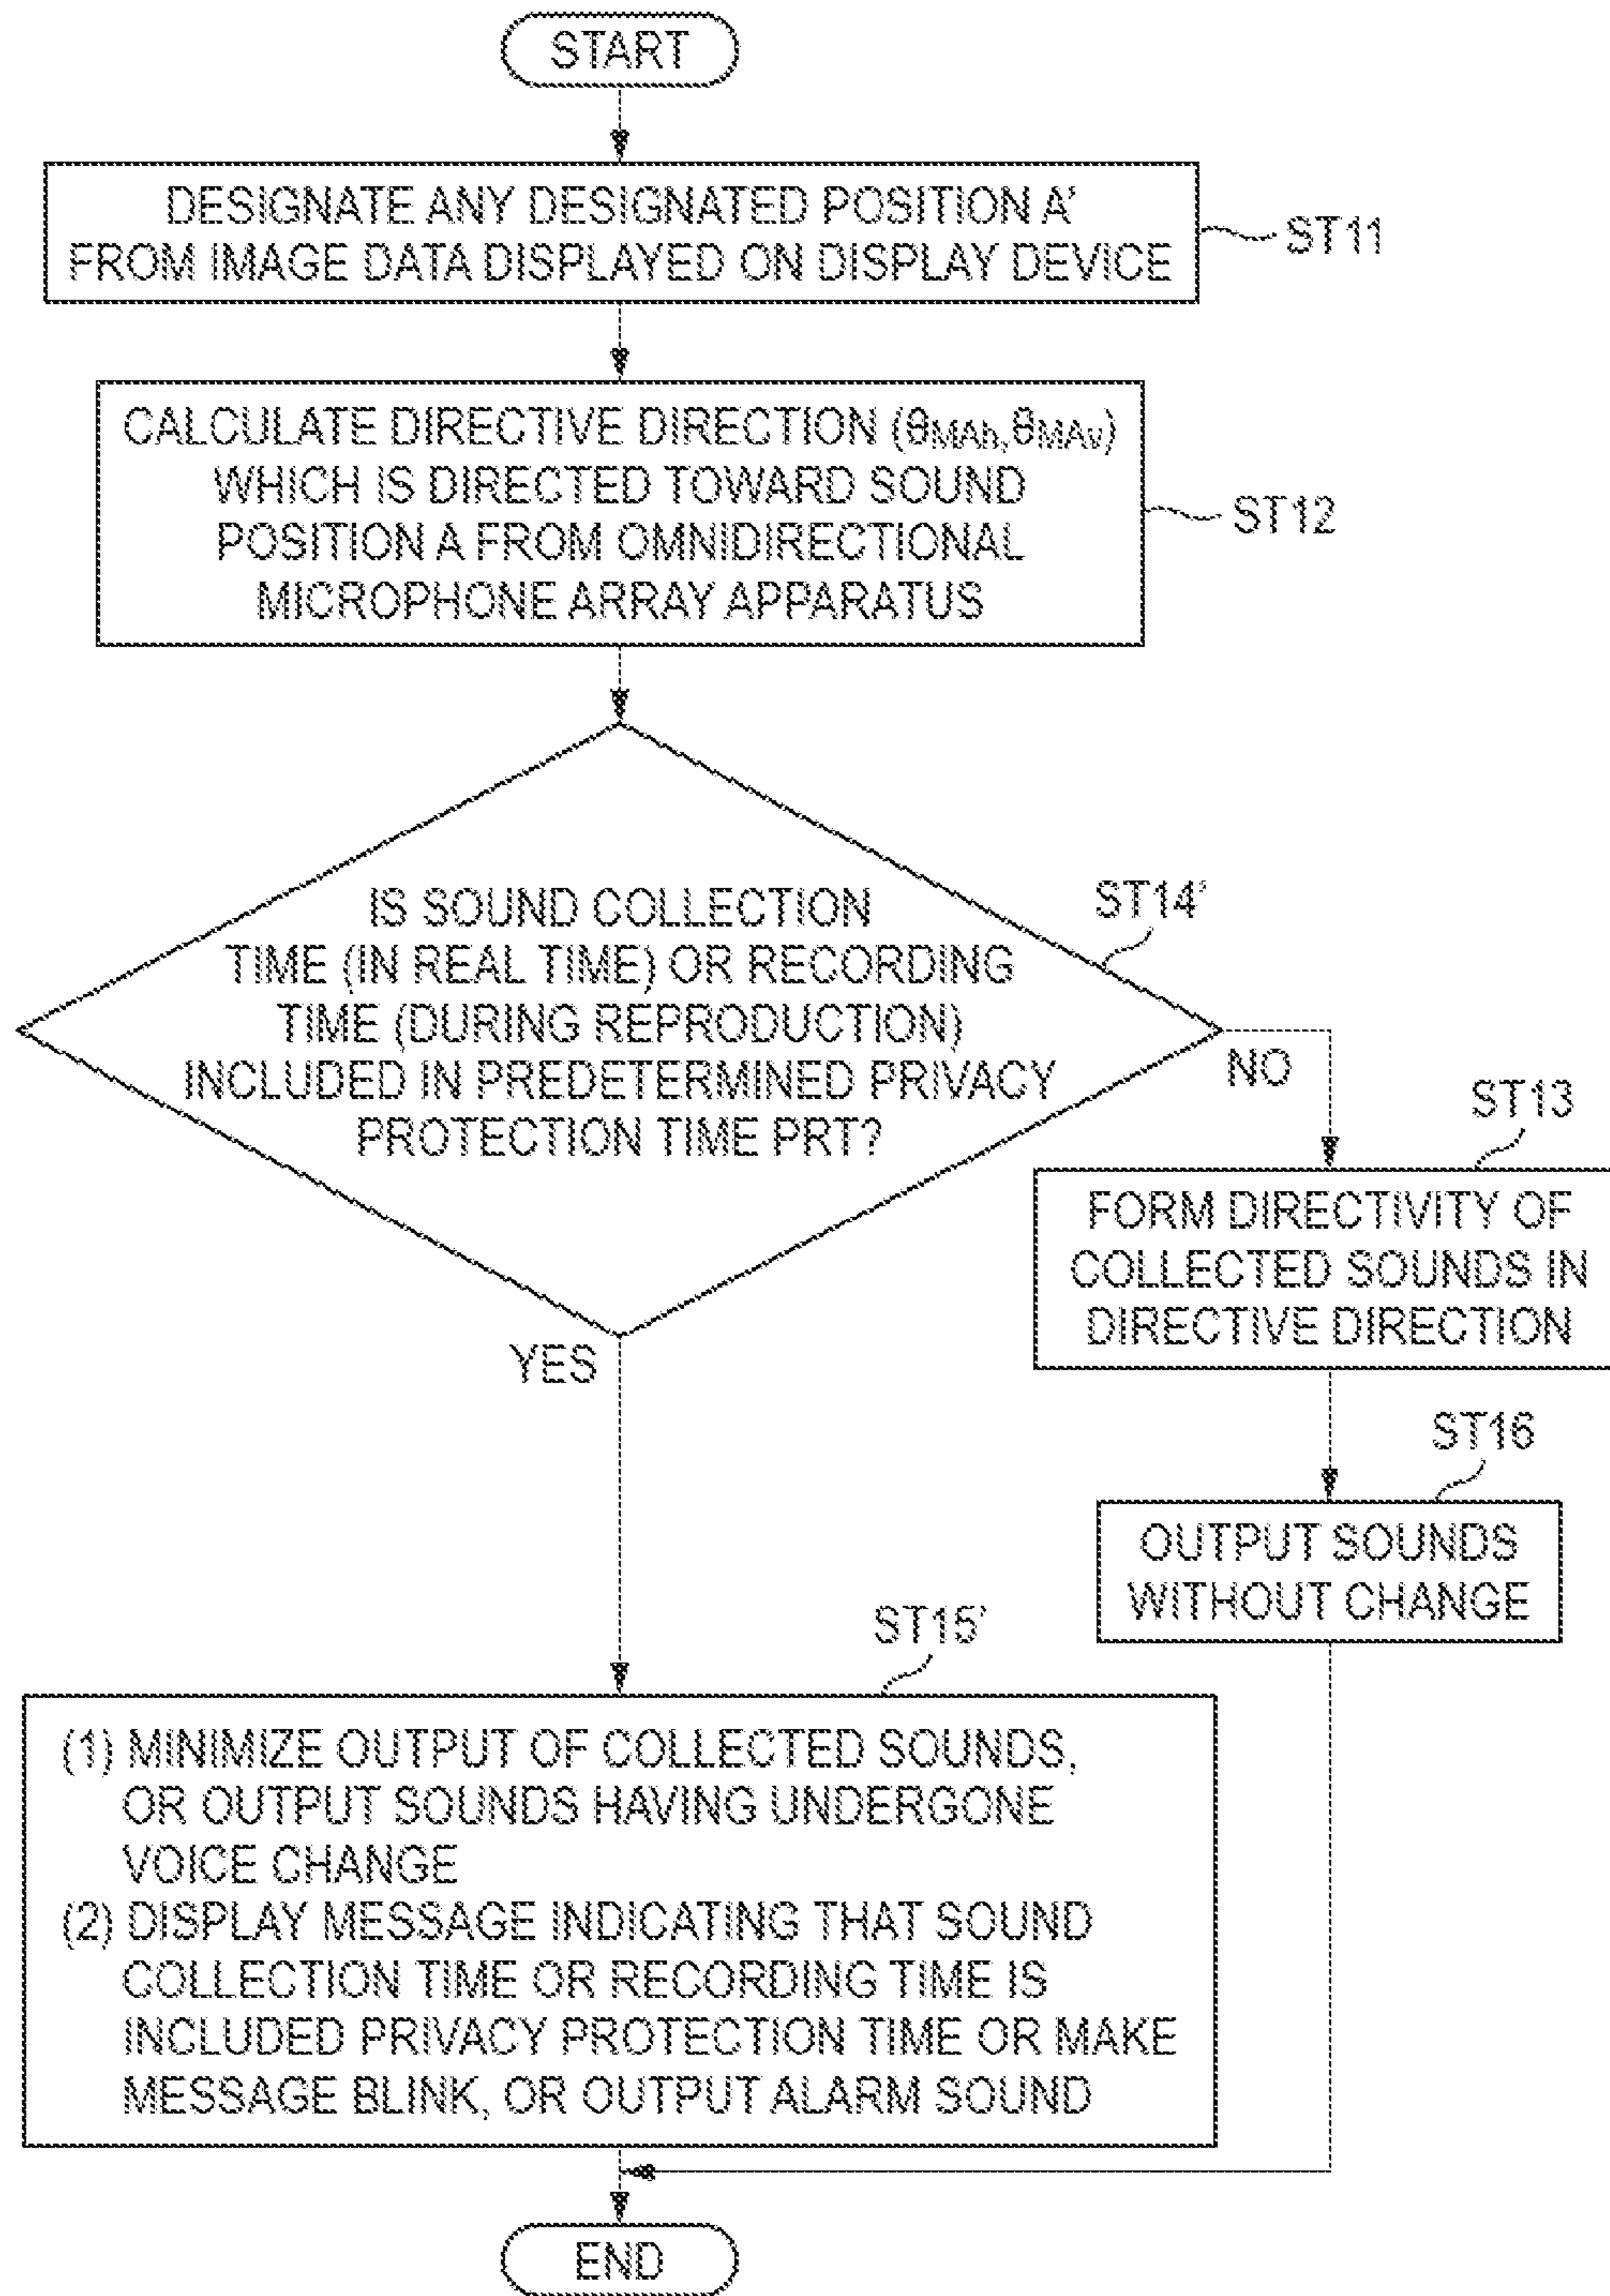 START
DESIGNATE ANY DESIGNATED POSITION A'
FROM IMAGE DATA DISPLAYED ON DISPLAY DEVICE
ST11
CALCULATE DIRECTIVE DIRECTION (θMAh,θMAv)
WHICH IS DIRECTED TOWARD SOUND
POSITION A FROM OMNIDIRECTIONAL
MICROPHONE ARRAY APPARATUS
ST12
IS SOUND COLLECTION
TIME (IN REAL TIME) OR RECORDING
TIME (DURING REPRODUCTION)
INCLUDED IN PREDETERMINED PRIVACY
PROTECTION TIME PRT?
ST14'
NO
YES
ST13
FORM DIRECTIVITY OF
COLLECTED SOUNDS IN
DIRECTIVE DIRECTION
ST16
OUTPUT SOUNDS
WITHOUT CHANGE
ST15'
(1) MINIMIZE OUTPUT OF COLLECTED SOUNDS,
OR OUTPUT SOUNDS HAVING UNDERGONE
VOICE CHANGE
(2) DISPLAY MESSAGE INDICATING THAT SOUND
COLLECTION TIME OR RECORDING TIME IS
INCLUDED PRIVACY PROTECTION TIME OR MAKE
MESSAGE BLINK, OR OUTPUT ALARM SOUND
END